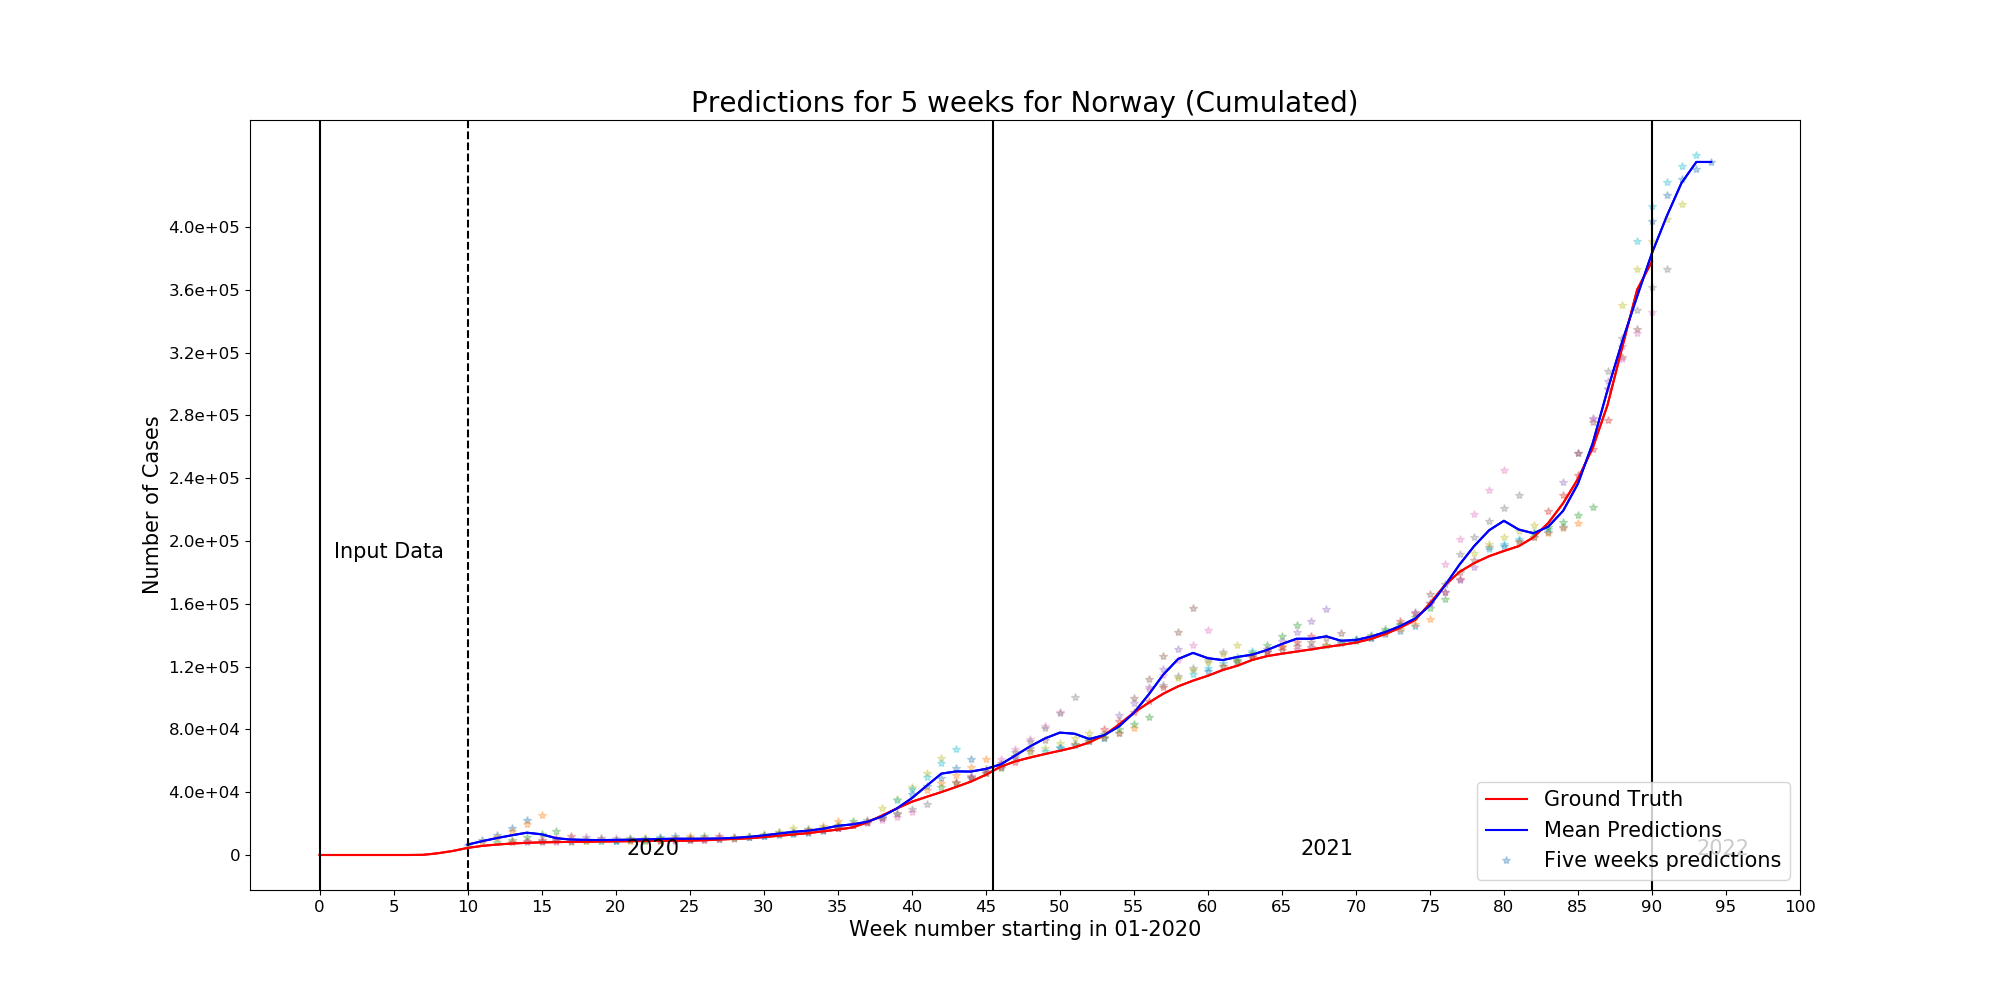 Predictions for 5 weeks for Norway (Cumulated)
4.0e+05
3.6e+05
3.2e+05
2.8e+05
2.4e+05
2.0e+05
1.6e+05
1.2e+05
8.0e+04
4.0e+04
0
Number of Cases
Input Data
2020
2021
2022
Ground Truth
Mean Predictions
Five weeks predictions
0 5 10 15 20 25 30 35 40 45 50 55 60 65 70 75 80 85 90 95 100
Week number starting in 01-2020